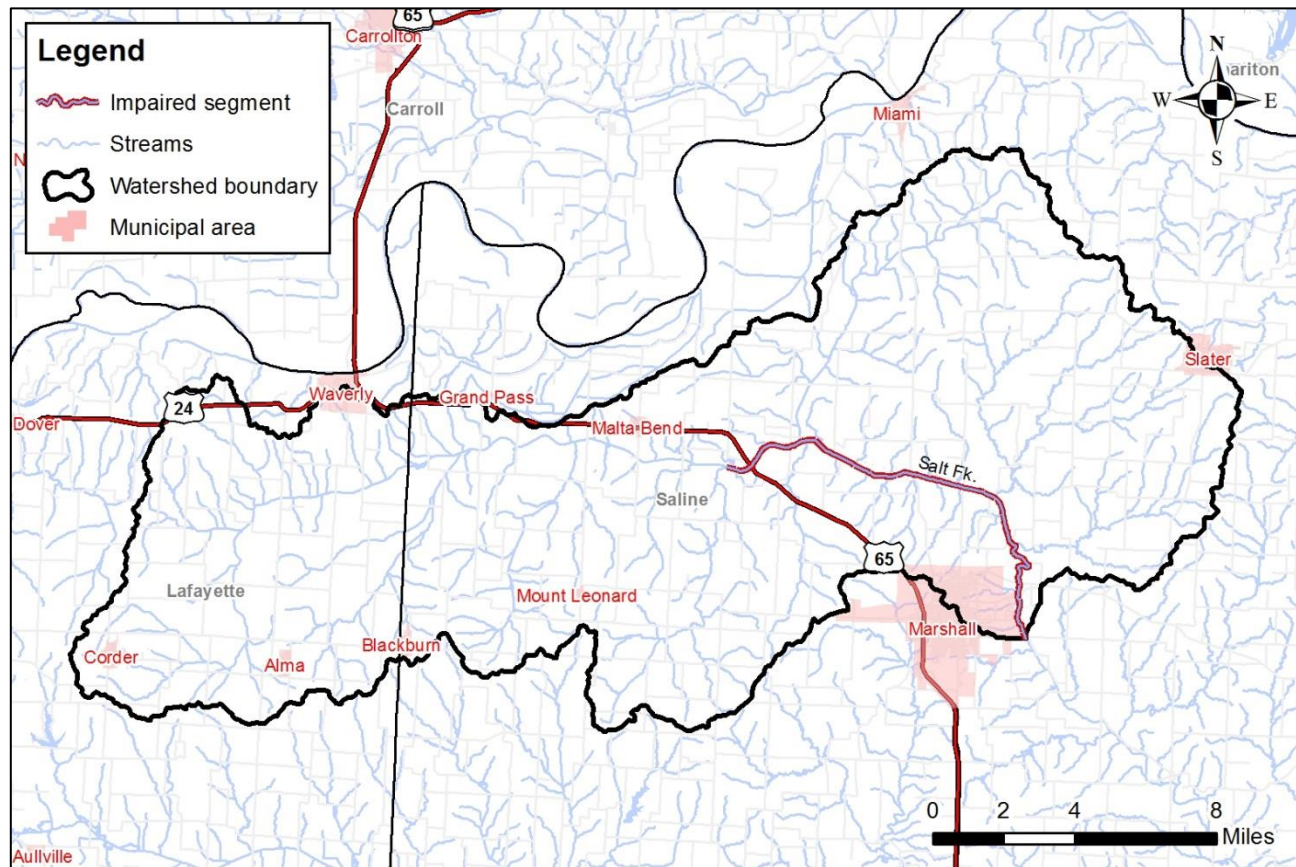 Legend
Impaired segment
Streams
Watershed boundary
Municipal area
65
Carrollton
Carroll
Miami
N
W
E
S
ariton
N
Slater
Waverly
Grand Pass
24
Dover
Malta Bend
Salt Fk.
Saline
65
Lafayette
Mount Leonard
Marshall
Blackburn
Corder
Alma
0 2 4 8
Miles
Aullville